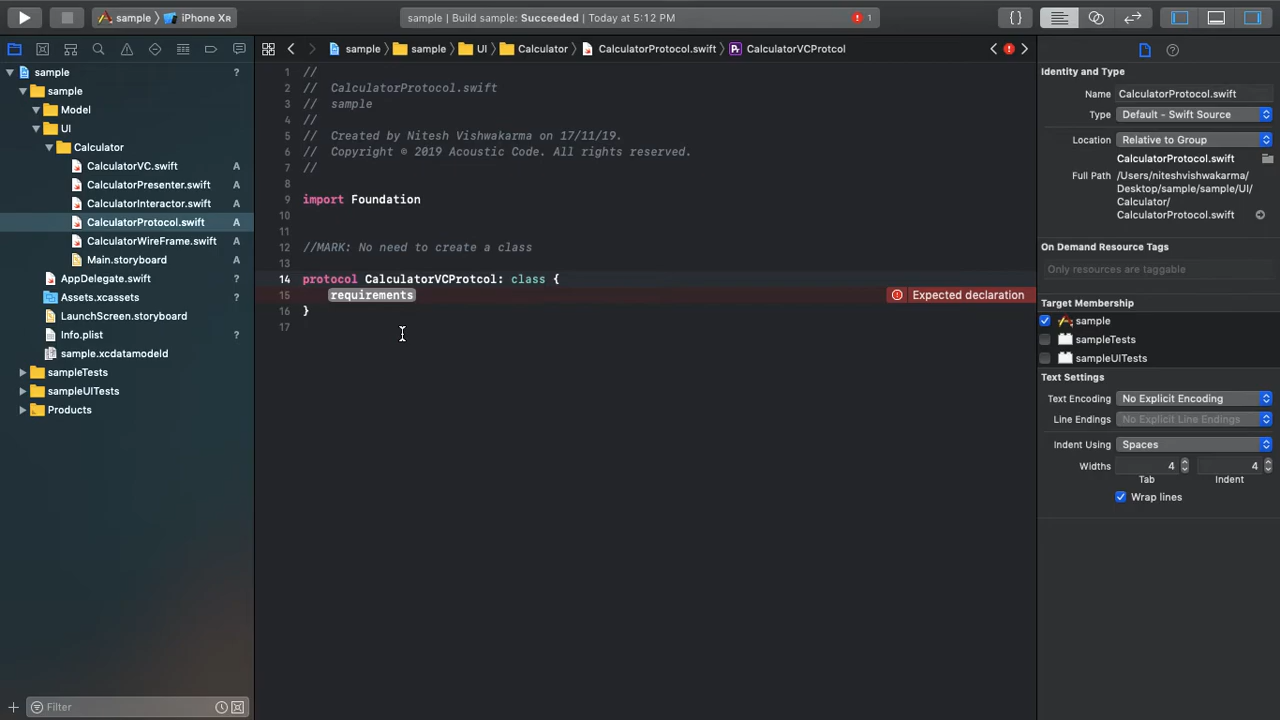 sample
iPhone XR
sample | Build sample: Succeeded | Today at 5:12 PM
1
{}
sample
sample
UI
Calculator
CalculatorProtocol.swift
CalculatorVCProtcol
sample ?
sample
Model
UI
Calculator
CalculatorVC.swift A
CalculatorPresenter.swift A
CalculatorInteractor.swift A
CalculatorProtocol.swift A
CalculatorWireFrame.swift A
Main.storyboard A
AppDelegate.swift
Assets.xcassets
LaunchScreen.storyboard
Info.plist ?
sample.xcdatamodeld
sampleTests
sampleUITests
Products
Filter
1 //
2 // CalculatorProtocol.swift
3 // sample
4 //
5 // Created by Nitesh Vishwakarma on 17/11/19.
6 // Copyright © 2019 Acoustic Code. All rights reserved.
7 //
8
9 import Foundation
10
11
12 //MARK: No need to create a class
13
14 protocol CalculatorVCProtcol: class {
15 requirements Expected declaration
16 }
17
Identity and Type
Name CalculatorProtocol.swift
Type Default - Swift Source
Location Relative to Group
CalculatorProtocol.swift
Full Path /Users/niteshvishwakarma/
Desktop/sample/sample/UI/
Calculator/
CalculatorProtocol.swift
On Demand Resource Tags
Only resources are taggable
Target Membership
sample
sampleTests
sampleUITests
Text Settings
Text Encoding No Explicit Encoding
Line Endings No Explicit Line Endings
Indent Using Spaces
Widths 4 4
Tab Indent
Wrap lines